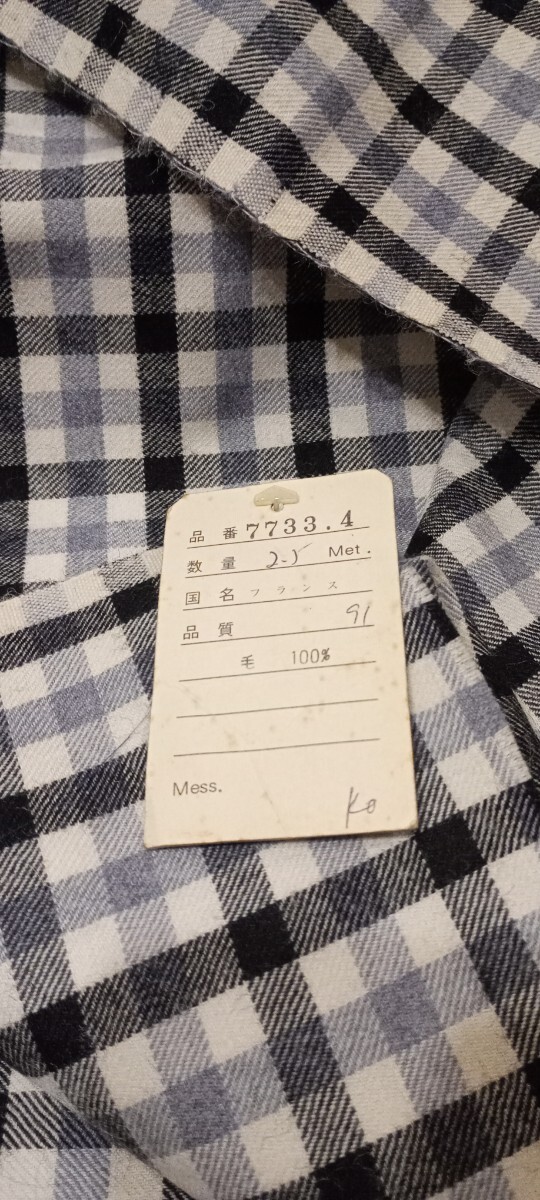 品番 7733.4
数量 2.5 Met.
国名 フランス
品質 91
毛 100%
Mess.
Ko